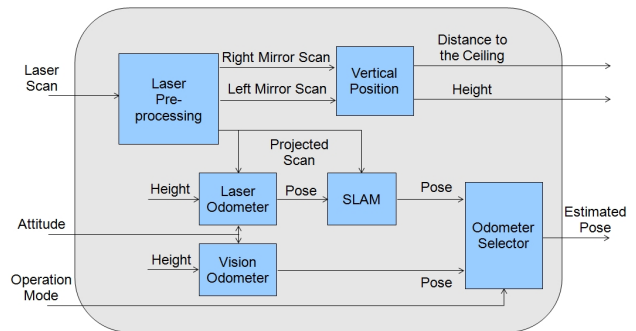 Laser
Scan
Laser
Pre-
processing
Right Mirror Scan
Left Mirror Scan
Vertical
Position
Distance to
the Ceiling
Height
Projected
Scan
Height
Laser
Odometer
Pose
SLAM
Pose
Attitude
Height
Vision
Odometer
Pose
Odometer
Selector
Estimated
Pose
Operation
Mode